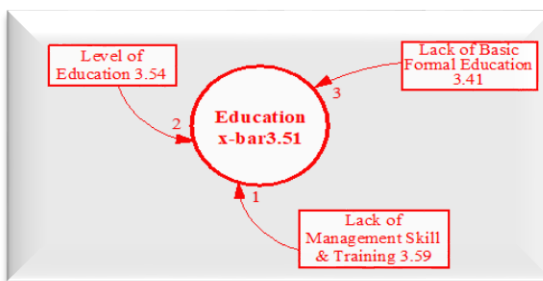 Level of
Education 3.54
Lack of Basic
Formal Education
3.41
3
Education
x-bar3.51
2
1
Lack of
Management Skill
& Training 3.59